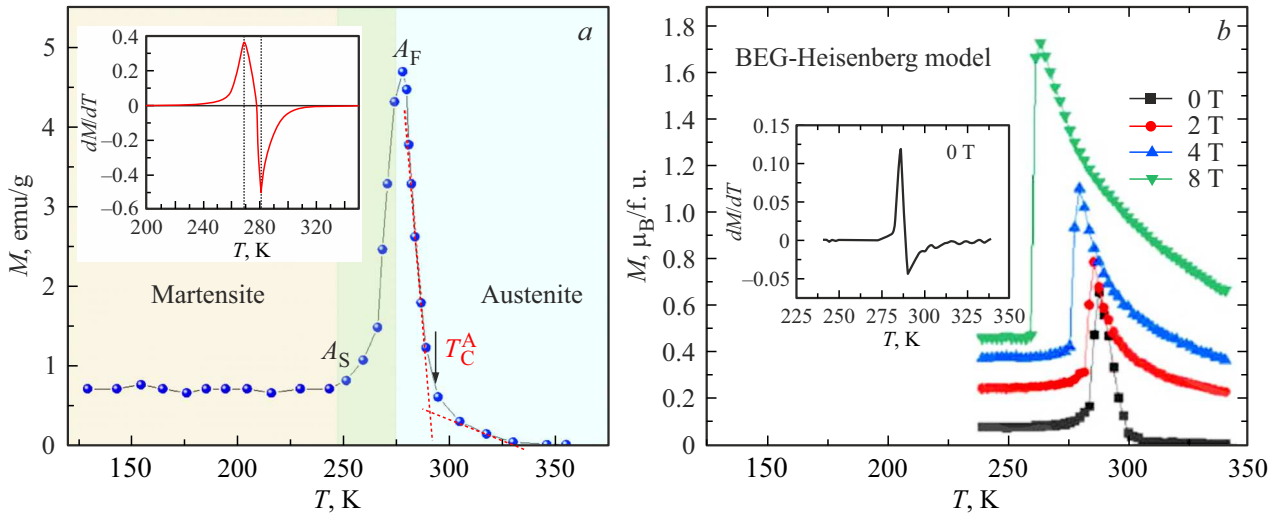 a
M, emu/g
5
4
3
2
1
0
150
200
250
300
350
T, K
Martensite
Austenite
A_S
A_F
T_C^A
dM/dT
0.4
0.2
0
–0.2
–0.4
–0.6
200
240
280
320
T, K
b
BEG-Heisenberg model
M, μ_B/f. u.
1.8
1.6
1.4
1.2
1.0
0.8
0.6
0.4
0.2
0
150
200
250
300
350
T, K
0 T
2 T
4 T
8 T
dM/dT
0.15
0.10
0.05
0
–0.05
0 T
225
250
275
300
325
350
T, K